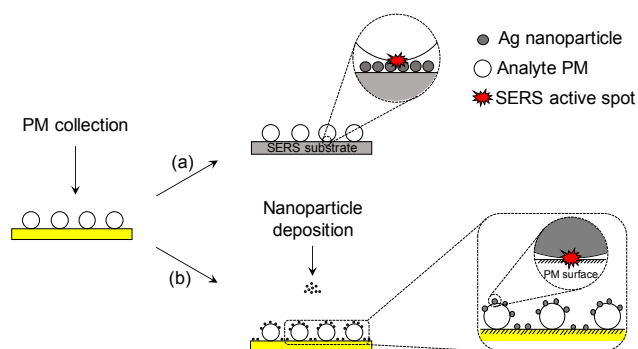 Ag nanoparticle
Analyte PM
SERS active spot
PM collection
(a)
SERS substrate
Nanoparticle
deposition
(b)
PM surface